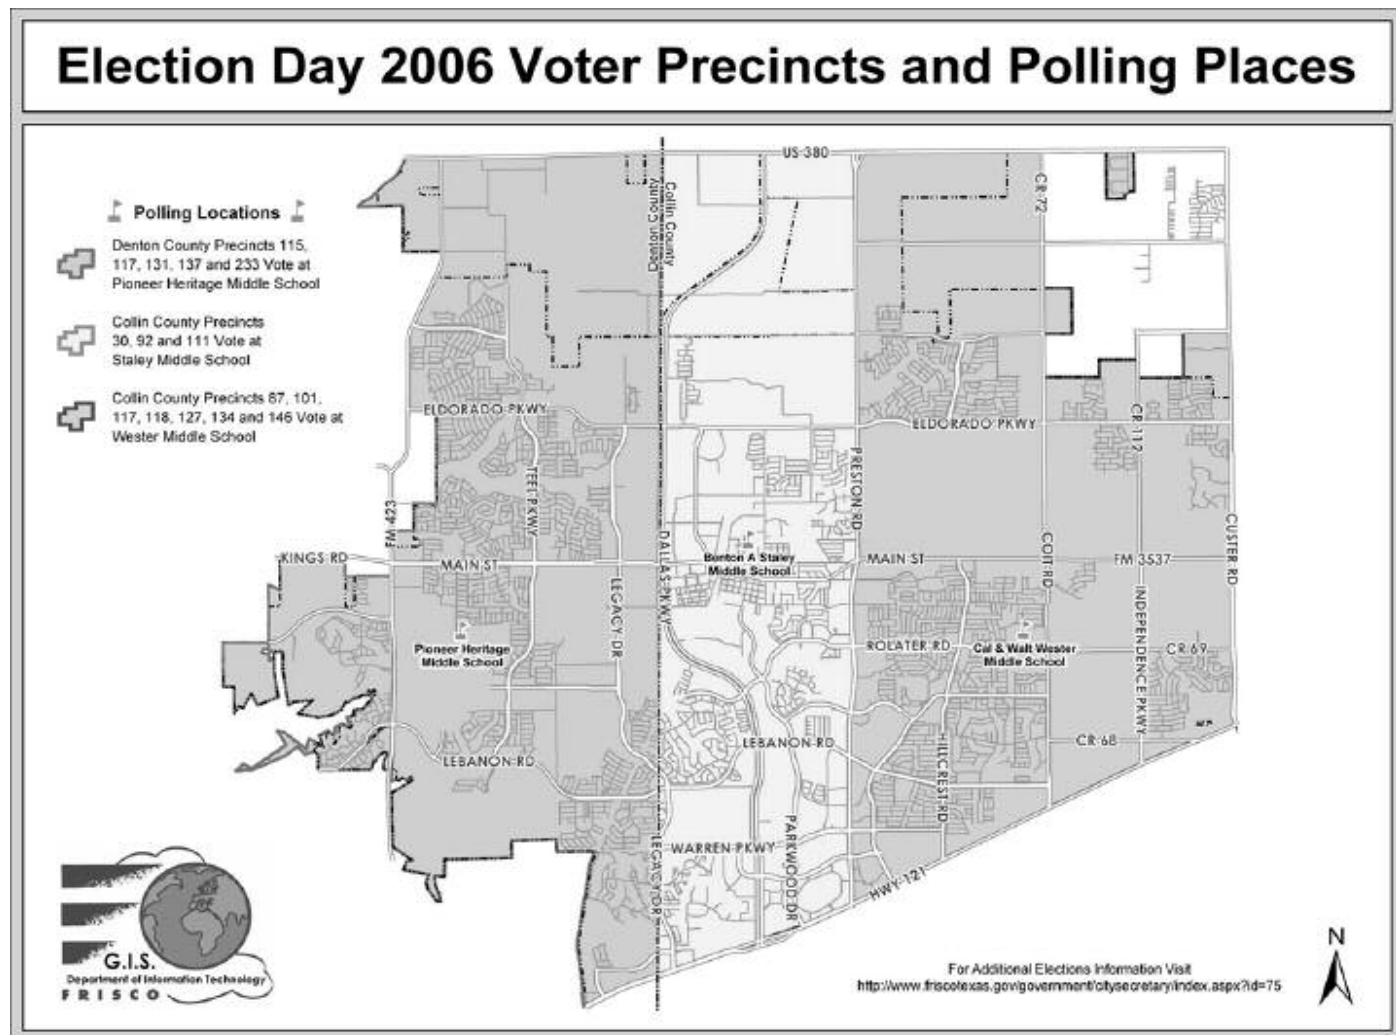 Election Day 2006 Voter Precincts and Polling Places
Polling Locations
Denton County Precincts 115,
117, 131, 137 and 233 Vote at
Pioneer Heritage Middle School
Collin County Precincts
30, 92 and 111 Vote at
Staley Middle School
Collin County Precincts 87, 101,
117, 118, 127, 134 and 146 Vote at
Wester Middle School
US 380
Collin County
Denton County
CR 72
ELDORADO PKWY
ELDORADO PKWY
CR 112
TEEL PKWY
PRESTON RD
FM 423
DALLAS PKWY
COIT RD
CUSTER RD
KINGS RD
MAIN ST
Benton A Staley
Middle School
MAIN ST
FM 3537
LEGACY DR
INDEPENDENCE PKWY
Pioneer Heritage
Middle School
ROLATER RD
Cal & Walt Wester
Middle School
CR 69
LEBANON RD
LEBANON RD
HILLCREST RD
CR 68
WARREN PKWY
LEGACY DR
PARKWOOD DR
HWY 121
G.I.S.
Department of Information Technology
FRISCO
For Additional Elections Information Visit
http://www.friscotexas.gov/government/citysecretary/index.aspx?id=75
N